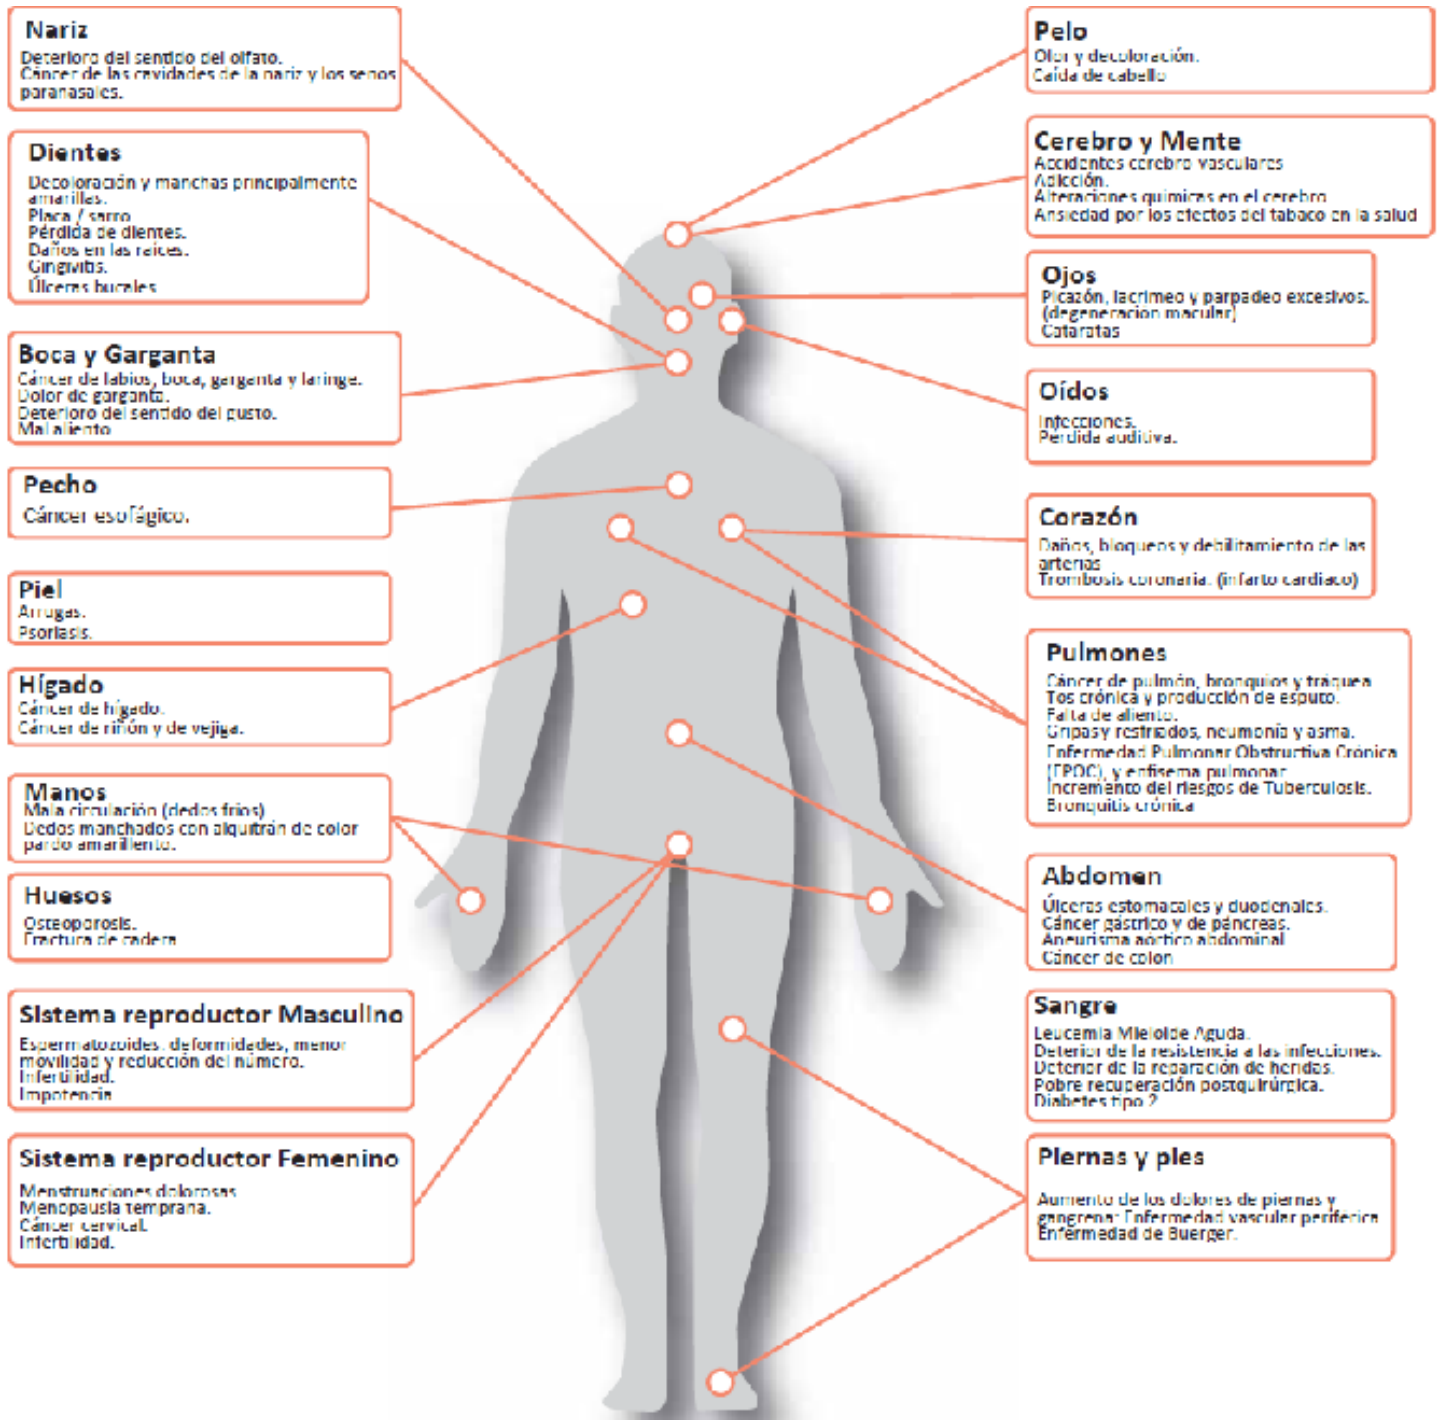 Nariz
Deterioro del sentido del olfato.
Cáncer de las cavidades de la nariz y los senos
paranasales.
Dientes
Decoloración y manchas principalmente
amarillas.
Placa / sarro
Pérdida de dientes.
Daños en las raíces.
Gingivitis.
Úlceras bucales
Boca y Garganta
Cáncer de labios, boca, garganta y laringe.
Dolor de garganta.
Deterioro del sentido del gusto.
Mal aliento
Pecho
Cáncer esofágico.
Piel
Arrugas.
Psoriasis.
Hígado
Cáncer de hígado.
Cáncer de riñón y de vejiga.
Manos
Mala circulación (dedos fríos)
Dedos manchados con alquitrán de color
pardo amarillento.
Huesos
Osteoporosis.
Fractura de cadera
Sistema reproductor Masculino
Espermatozoides. deformidades, menor
movilidad y reducción del número.
Infertilidad.
Impotencia
Sistema reproductor Femenino
Menstruaciones dolorosas
Menopausia temprana.
Cáncer cervical.
Infertilidad.
Pelo
Olor y decoloración.
Caída de cabello
Cerebro y Mente
Accidentes cerebro vasculares
Adicción.
Alteraciones químicas en el cerebro
Ansiedad por los efectos del tabaco en la salud
Ojos
Picazón, lacrimeo y parpadeo excesivos.
(degeneracion macular)
Cataratas
Oídos
Infecciones.
Perdida auditiva.
Corazón
Daños, bloqueos y debilitamiento de las
arterias
Trombosis coronaria. (infarto cardiaco)
Pulmones
Cáncer de pulmón, bronquios y tráquea
Tos crónica y producción de esputo.
Falta de aliento.
Gripas y resfriados, neumonía y asma.
Enfermedad Pulmonar Obstructiva Crónica
(EPOC), y enfisema pulmonar
Incremento del riesgos de Tuberculosis.
Bronquitis crónica
Abdomen
Úlceras estomacales y duodenales.
Cáncer gástrico y de páncreas.
Aneurisma aórtico abdominal
Cáncer de colon
Sangre
Leucemia Mieloide Aguda.
Deterior de la resistencia a las infecciones.
Deterior de la reparación de heridas.
Pobre recuperación postquirúrgica.
Diabetes tipo 2
Piernas y pies
Aumento de los dolores de piernas y
gangrena: Enfermedad vascular periferica
Enfermedad de Buerger.